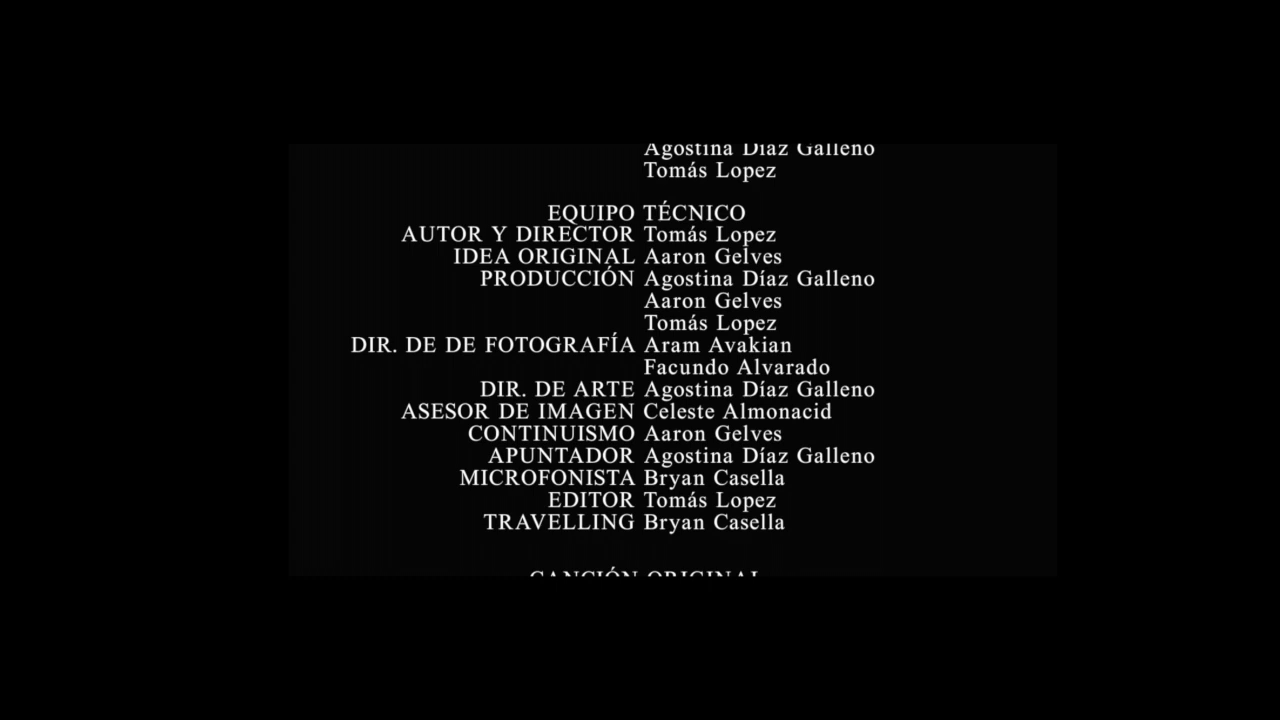 Agostina Díaz Galleno
Tomás Lopez
EQUIPO TÉCNICO
AUTOR Y DIRECTOR Tomás Lopez
IDEA ORIGINAL Aaron Gelves
PRODUCCIÓN Agostina Díaz Galleno
Aaron Gelves
Tomás Lopez
DIR. DE DE FOTOGRAFÍA Aram Avakian
Facundo Alvarado
DIR. DE ARTE Agostina Díaz Galleno
ASESOR DE IMAGEN Celeste Almonacid
CONTINUISMO Aaron Gelves
APUNTADOR Agostina Díaz Galleno
MICROFONISTA Bryan Casella
EDITOR Tomás Lopez
TRAVELLING Bryan Casella
CANCIÓN ORIGINAL